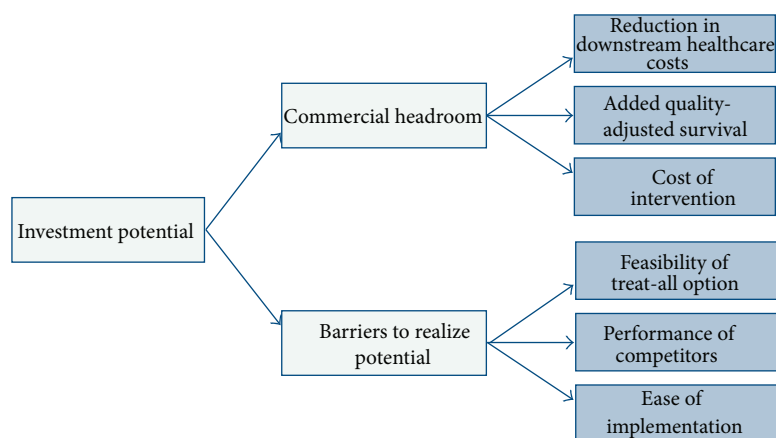 Investment potential
Commercial headroom
Barriers to realize
potential
Reduction in
downstream healthcare
costs
Added quality-
adjusted survival
Cost of
intervention
Feasibility of
treat-all option
Performance of
competitors
Ease of
implementation